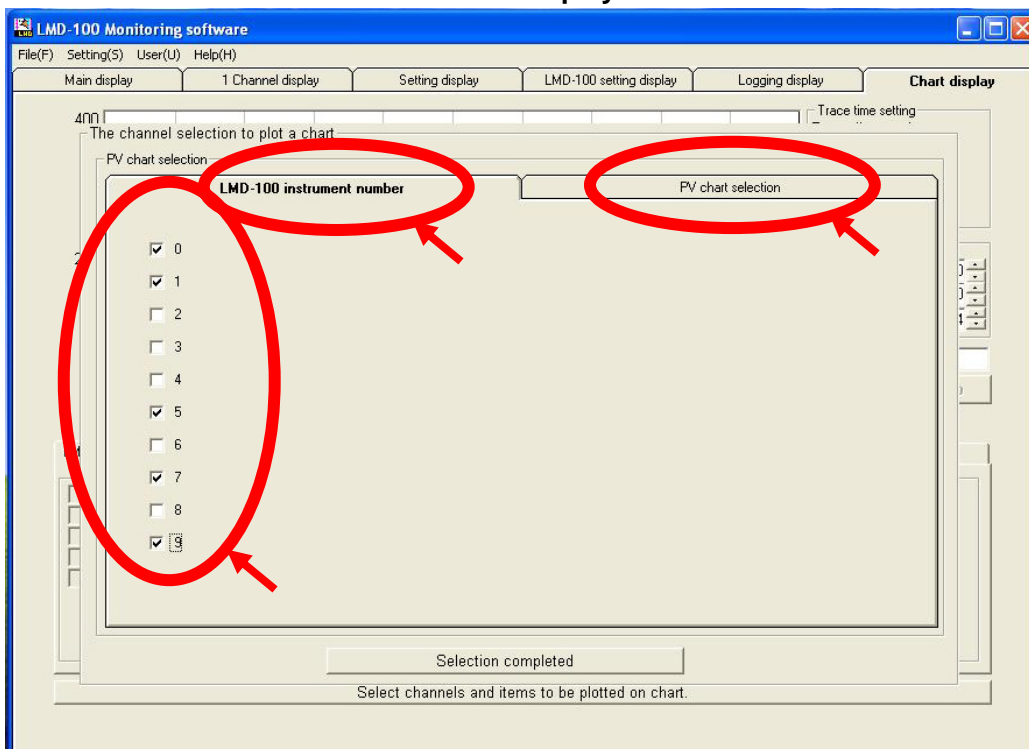 LMD-100 Monitoring software
File(F) Setting(S) User(U) Help(H)
Main display 1 Channel display Setting display LMD-100 setting display Logging display Chart display
400 Trace time setting
The channel selection to plot a chart
PV chart selection
LMD-100 instrument number PV chart selection
0
1
2
3
4
5
6
7
8
9
Selection completed
Select channels and items to be plotted on chart.